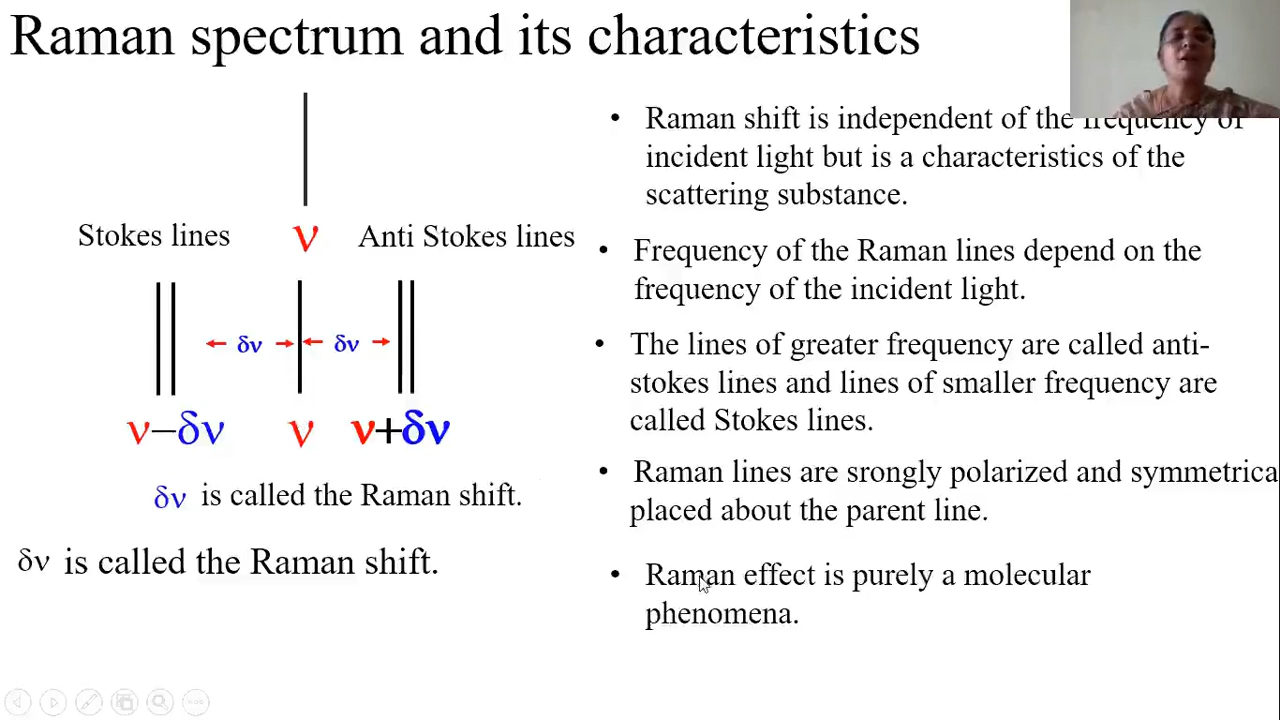 Raman spectrum and its characteristics
Stokes lines
ν
Anti Stokes lines
δν
δν
ν−δν
ν
ν+δν
δν is called the Raman shift.
δν is called the Raman shift.
• Raman shift is independent of the frequency of
incident light but is a characteristics of the
scattering substance.
• Frequency of the Raman lines depend on the
frequency of the incident light.
• The lines of greater frequency are called anti-
stokes lines and lines of smaller frequency are
called Stokes lines.
• Raman lines are srongly polarized and symmetrica
placed about the parent line.
• Raman effect is purely a molecular
phenomena.